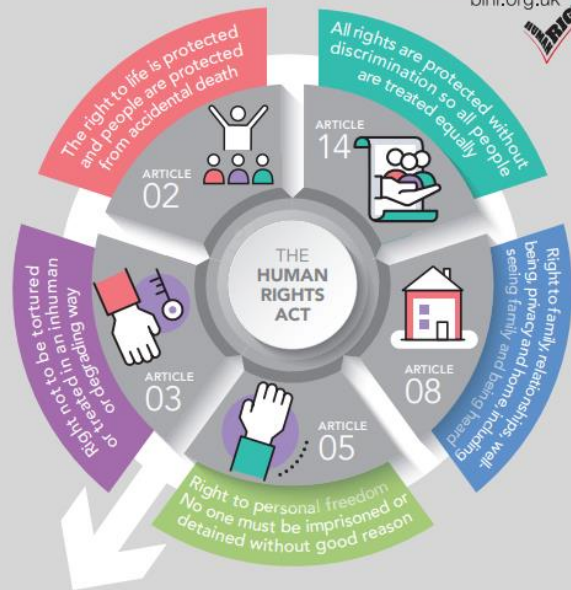 bihr.org.uk
HUMAN
RIG
The right to life is protected
and people are protected
from accidental death
ARTICLE
02
All rights are protected without
discrimination so all people
are treated equally
ARTICLE
14
Right to family relationships, well-
being, privacy and home, including
seeing family and being heard
ARTICLE
08
Right to personal freedom
No one must be imprisoned or
detained without good reason
ARTICLE
05
Right not to be tortured
or treated in an inhuman
or degrading way
ARTICLE
03
THE
HUMAN
RIGHTS
ACT